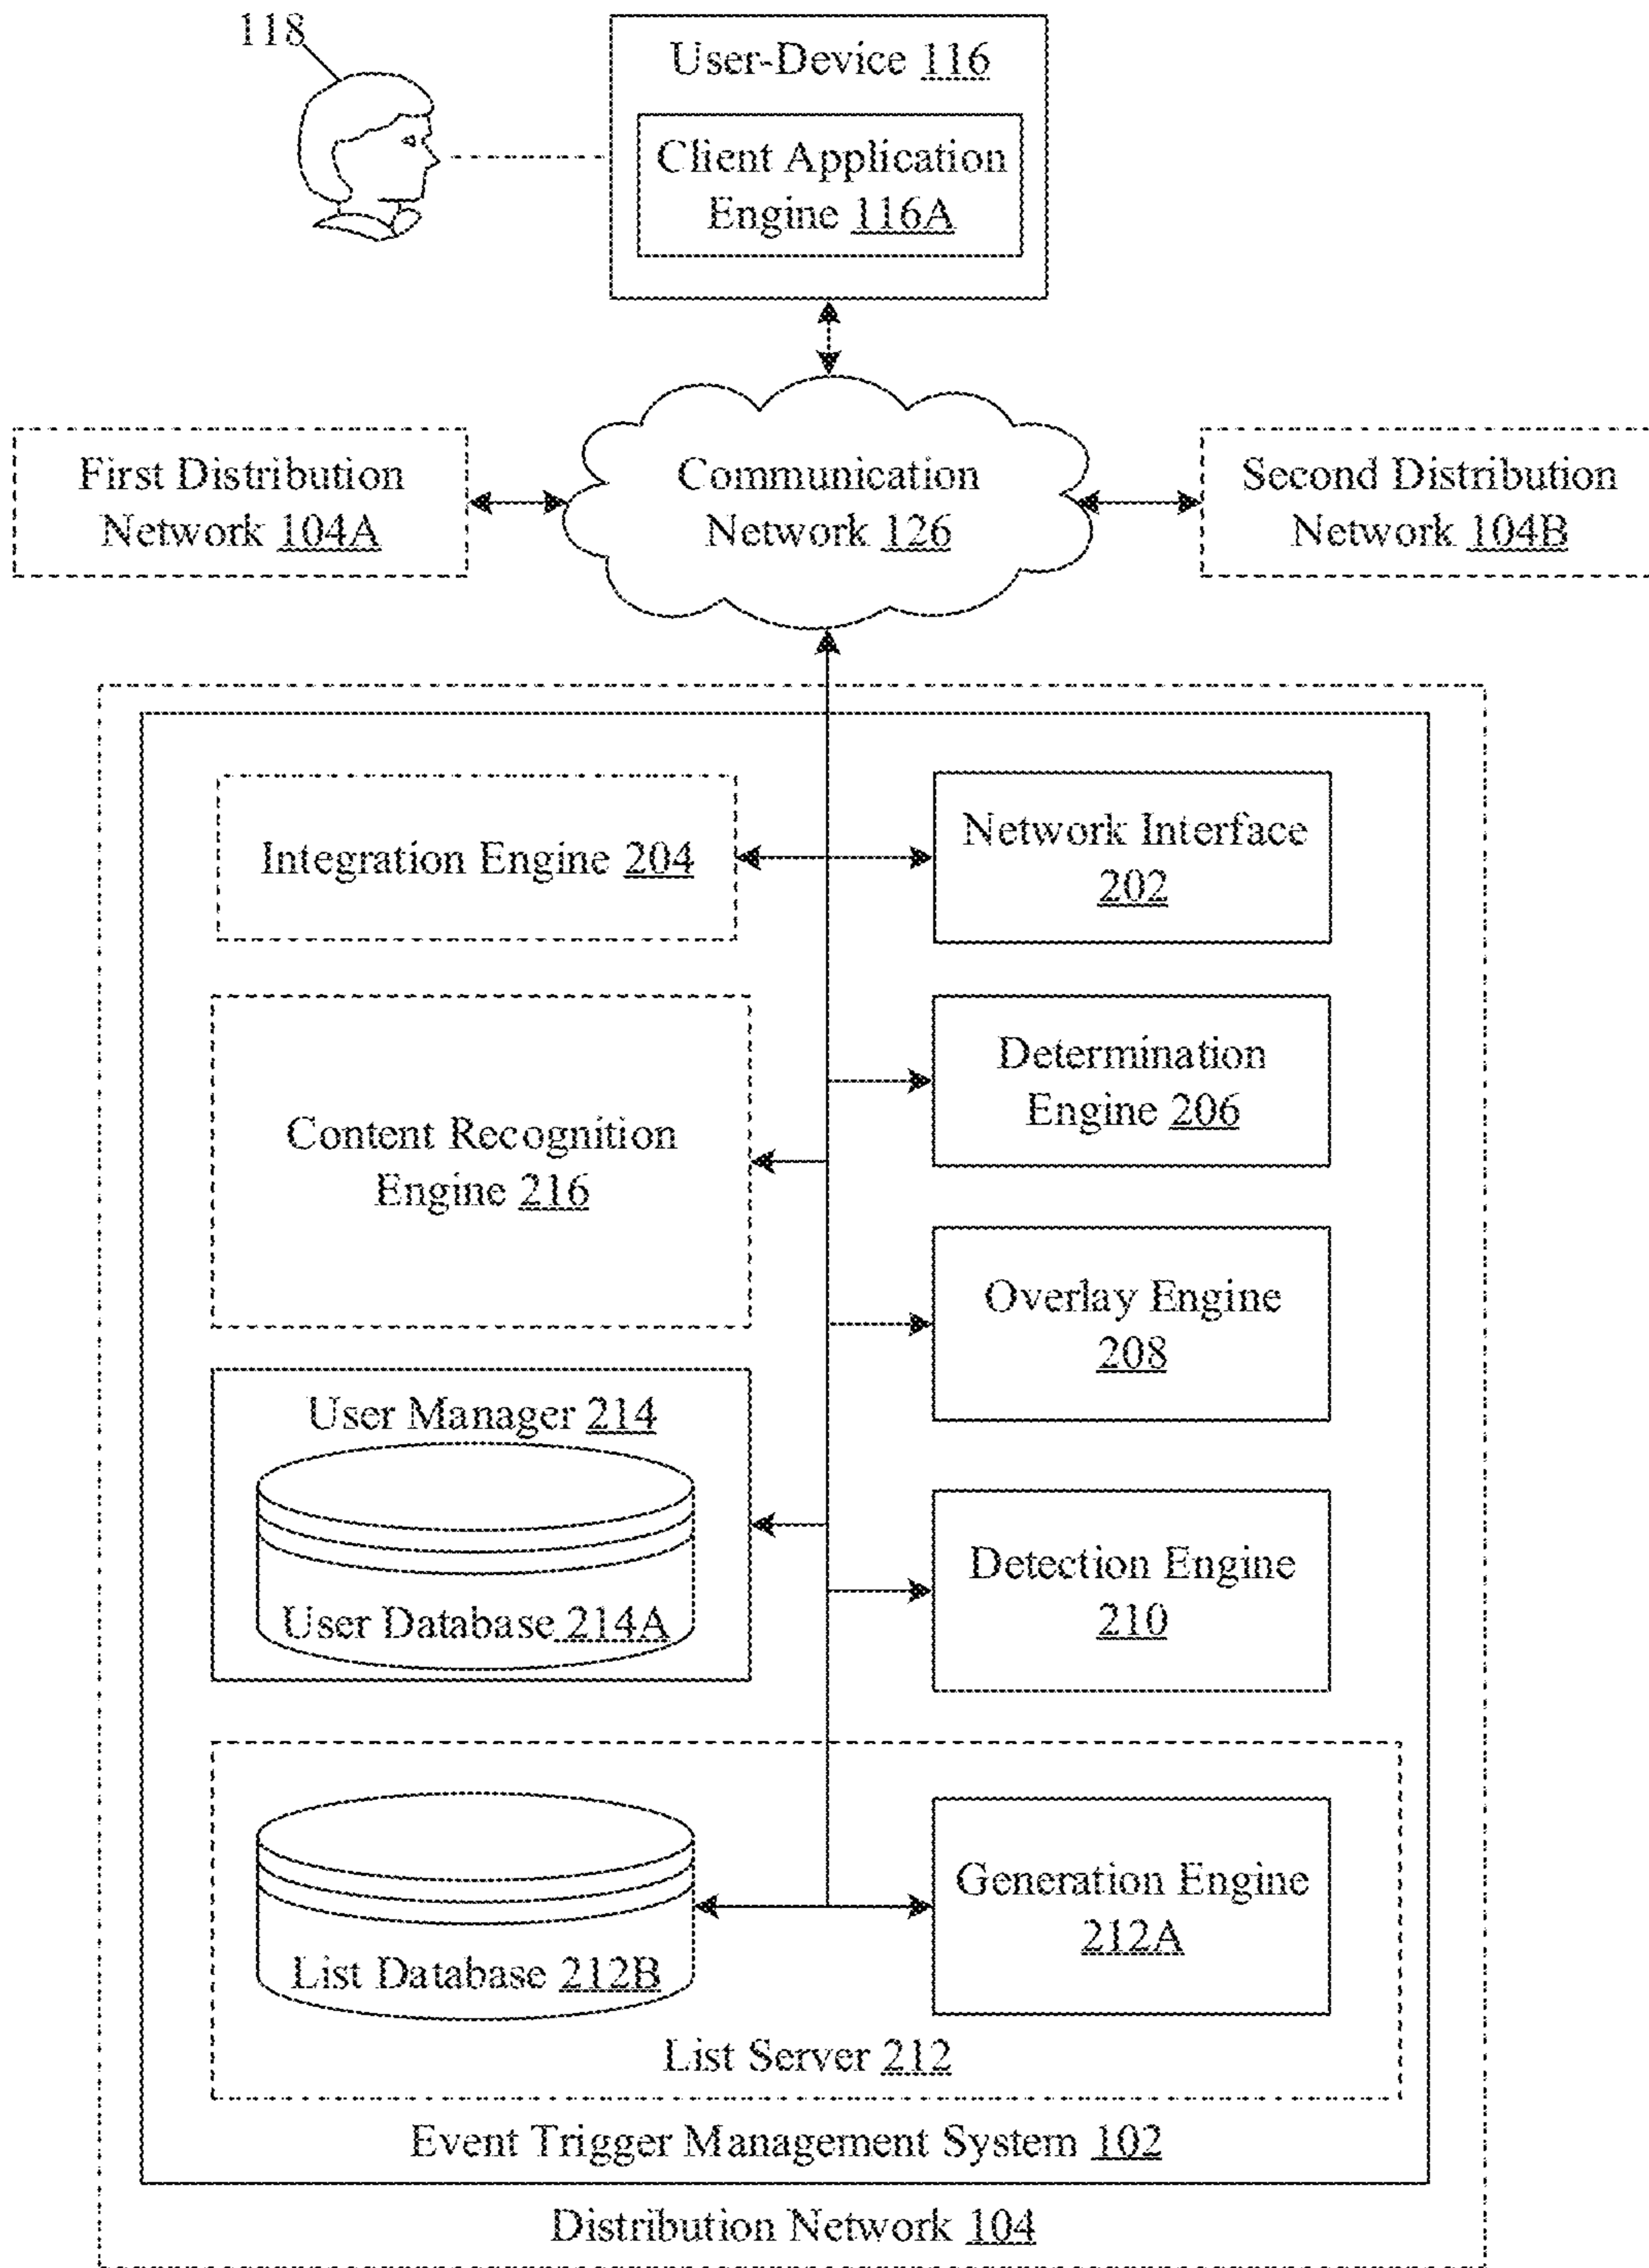 118
User-Device 116
Client Application
Engine 116A
First Distribution
Network 104A
Communication
Network 126
Second Distribution
Network 104B
Integration Engine 204
Network Interface
202
Determination
Engine 206
Content Recognition
Engine 216
Overlay Engine
208
User Manager 214
User Database 214A
Detection Engine
210
Generation Engine
212A
List Database 212B
List Server 212
Event Trigger Management System 102
Distribution Network 104